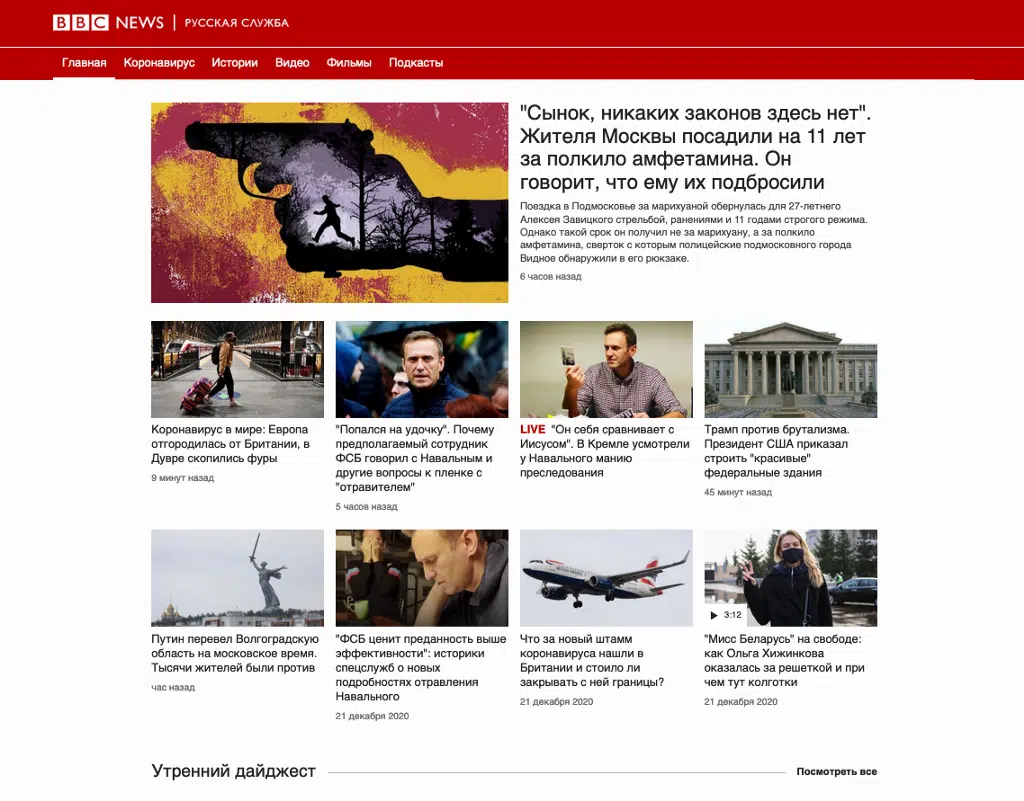 BBC NEWS | РУССКАЯ СЛУЖБА
Главная Коронавирус Истории Видео Фильмы Подкасты
"Сынок, никаких законов здесь нет".
Жителя Москвы посадили на 11 лет
за полкило амфетамина. Он
говорит, что ему их подбросили
Поездка в Подмосковье за марихуаной обернулась для 27-летнего
Алексея Завицкого стрельбой, ранениями и 11 годами строгого режима.
Однако такой срок он получил не за марихуану, а за полкило
амфетамина, сверток с которым полицейские подмосковного города
Видное обнаружили в его рюкзаке.
6 часов назад
Коронавирус в мире: Европа
отгородилась от Британии, в
Дувре скопились фуры
9 минут назад
"Попался на удочку". Почему
предполагаемый сотрудник
ФСБ говорил с Навальным и
другие вопросы к пленке с
"отравителем"
5 часов назад
LIVE "Он себя сравнивает с
Иисусом". В Кремле усмотрели
у Навального манию
преследования
Трамп против брутализма.
Президент США приказал
строить "красивые"
федеральные здания
45 минут назад
Путин перевел Волгоградскую
область на московское время.
Тысячи жителей были против
час назад
"ФСБ ценит преданность выше
эффективности": историки
спецслужб о новых
подробностях отравления
Навального
21 декабря 2020
Что за новый штамм
коронавируса нашли в
Британии и стоило ли
закрывать с ней границы?
21 декабря 2020
3:12
"Мисс Беларусь" на свободе:
как Ольга Хижинкова
оказалась за решеткой и при
чем тут колготки
21 декабря 2020
Утренний дайджест
Посмотреть все